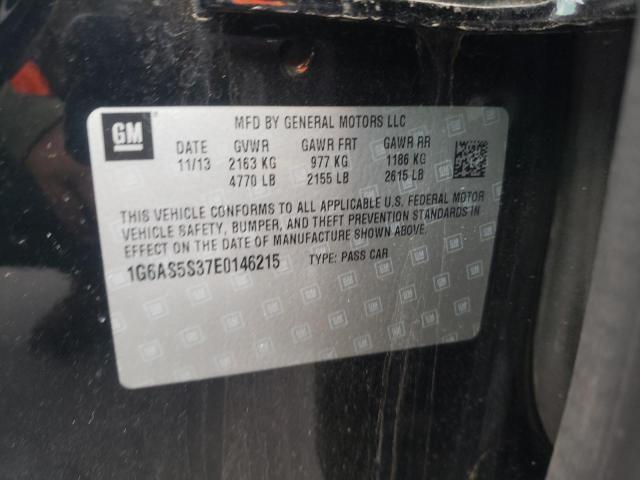 GM
MFD BY GENERAL MOTORS LLC
DATE GVWR GAWR FRT GAWR RR
11/13 2163 KG 977 KG 1186 KG
4770 LB 2155 LB 2615 LB
THIS VEHICLE CONFORMS TO ALL APPLICABLE U.S. FEDERAL MOTOR
VEHICLE SAFETY, BUMPER, AND THEFT PREVENTION STANDARDS IN
EFFECT ON THE DATE OF MANUFACTURE SHOWN ABOVE.
1G6AS5S37E0146215 TYPE: PASS CAR